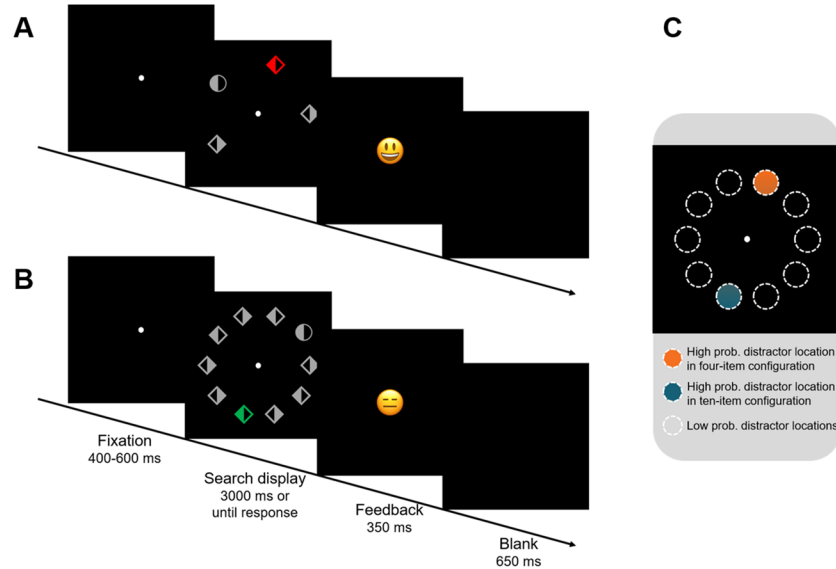 A
C
B
Fixation
400-600 ms
Search display
3000 ms or
until response
Feedback
350 ms
Blank
650 ms
High prob. distractor location
in four-item configuration
High prob. distractor location
in ten-item configuration
Low prob. distractor locations